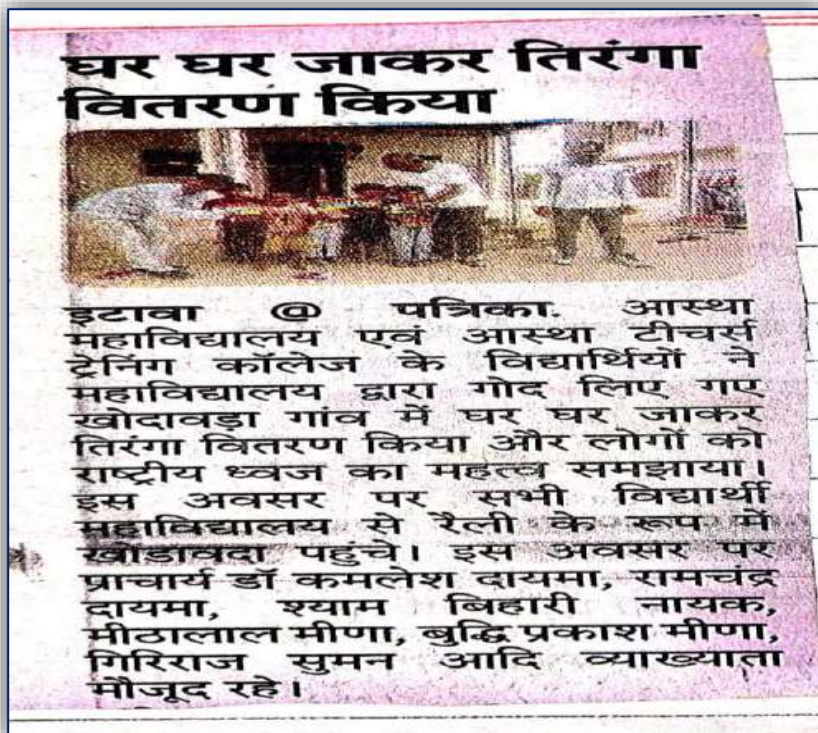 घर घर जाकर तिरंगा
वितरण किया
इटावा @ पत्रिका. आस्था
महाविद्यालय एवं आस्था टीचर्स
ट्रेनिंग कॉलेज के विद्यार्थियों ने
महाविद्यालय द्वारा गोद लिए गए
खोदावड़ा गांव में घर घर जाकर
तिरंगा वितरण किया और लोगों को
राष्ट्रीय ध्वज का महत्व समझाया।
इस अवसर पर सभी विद्यार्थी
महाविद्यालय से रैली के रूप में
खोडावदा पहुंचे। इस अवसर पर
प्राचार्य डॉ कमलेश दायमा, रामचंद्र
दायमा, श्याम बिहारी नायक,
मीठालाल मीणा, बुद्धि प्रकाश मीणा,
गिरिराज सुमन आदि व्याख्याता
मौजूद रहे।